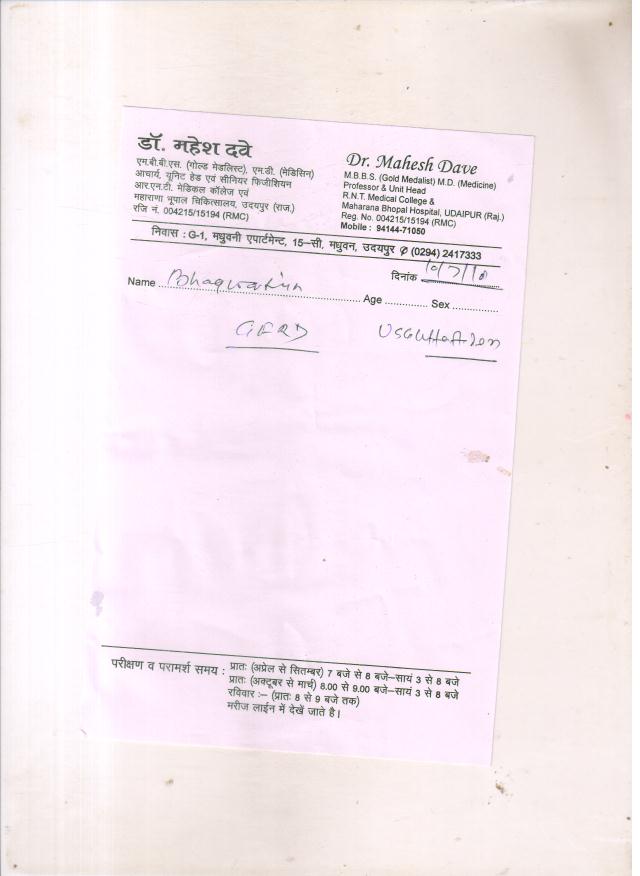 डॉ. महेश दवे
एम.बी.बी.एस. (गोल्ड मेडलिस्ट), एम.डी. (मेडिसिन)
आचार्य, यूनिट हेड एवं सीनियर फिजीशियन
आर.एन.टी. मेडिकल कॉलेज एवं
महाराणा भूपाल चिकित्सालय, उदयपुर (राज.)
रजि नं. 004215/15194 (RMC)
Dr. Mahesh Dave
M.B.B.S. (Gold Medalist) M.D. (Medicine)
Professor & Unit Head
R.N.T. Medical College &
Maharana Bhopal Hospital, UDAIPUR (Raj.)
Reg. No. 004215/15194 (RMC)
Mobile : 94144-71050
निवास : G-1, मधुवनी एपार्टमेन्ट, 15–सी, मधुवन, उदयपुर ✆ (0294) 2417333
दिनांक
Name Age Sex
GERD
परीक्षण व परामर्श समय : प्रातः (अप्रेल से सितम्बर) 7 बजे से 8 बजे–सायं 3 से 8 बजे
प्रातः (अक्टूबर से मार्च) 8.00 से 9.00 बजे–सायं 3 से 8 बजे
रविवार :– (प्रातः 8 से 9 बजे तक)
मरीज लाईन में देखें जाते है।